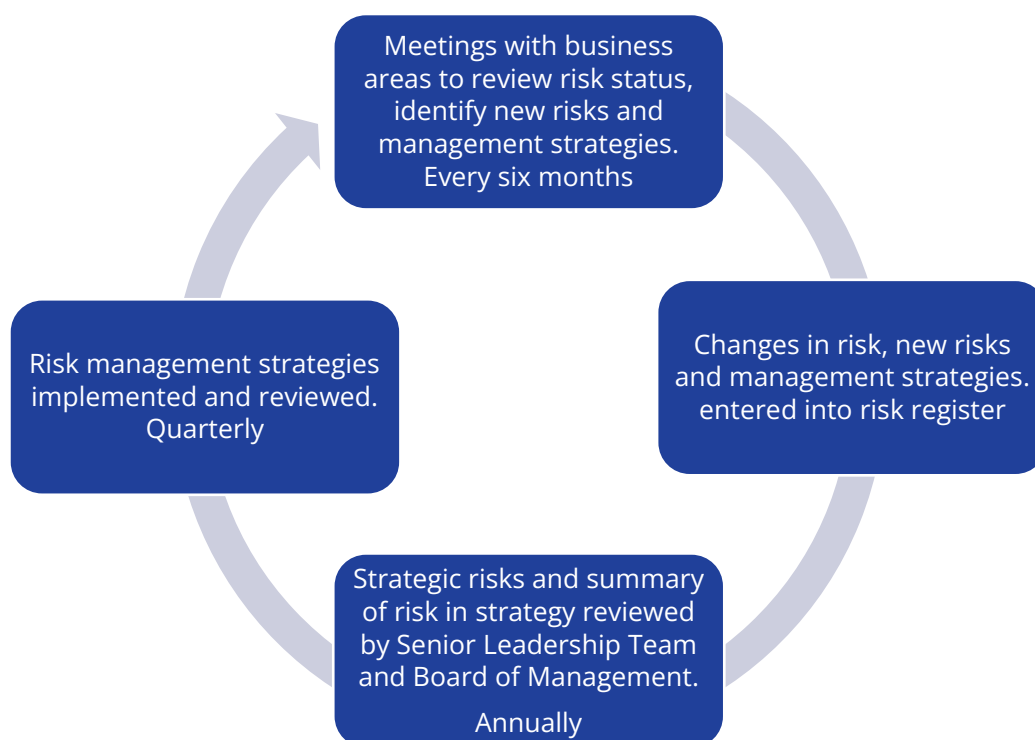 Meetings with business
areas to review risk status,
identify new risks and
management strategies.
Every six months
Changes in risk, new risks
and management strategies.
entered into risk register
Strategic risks and summary
of risk in strategy reviewed
by Senior Leadership Team
and Board of Management.
Annually
Risk management strategies
implemented and reviewed.
Quarterly